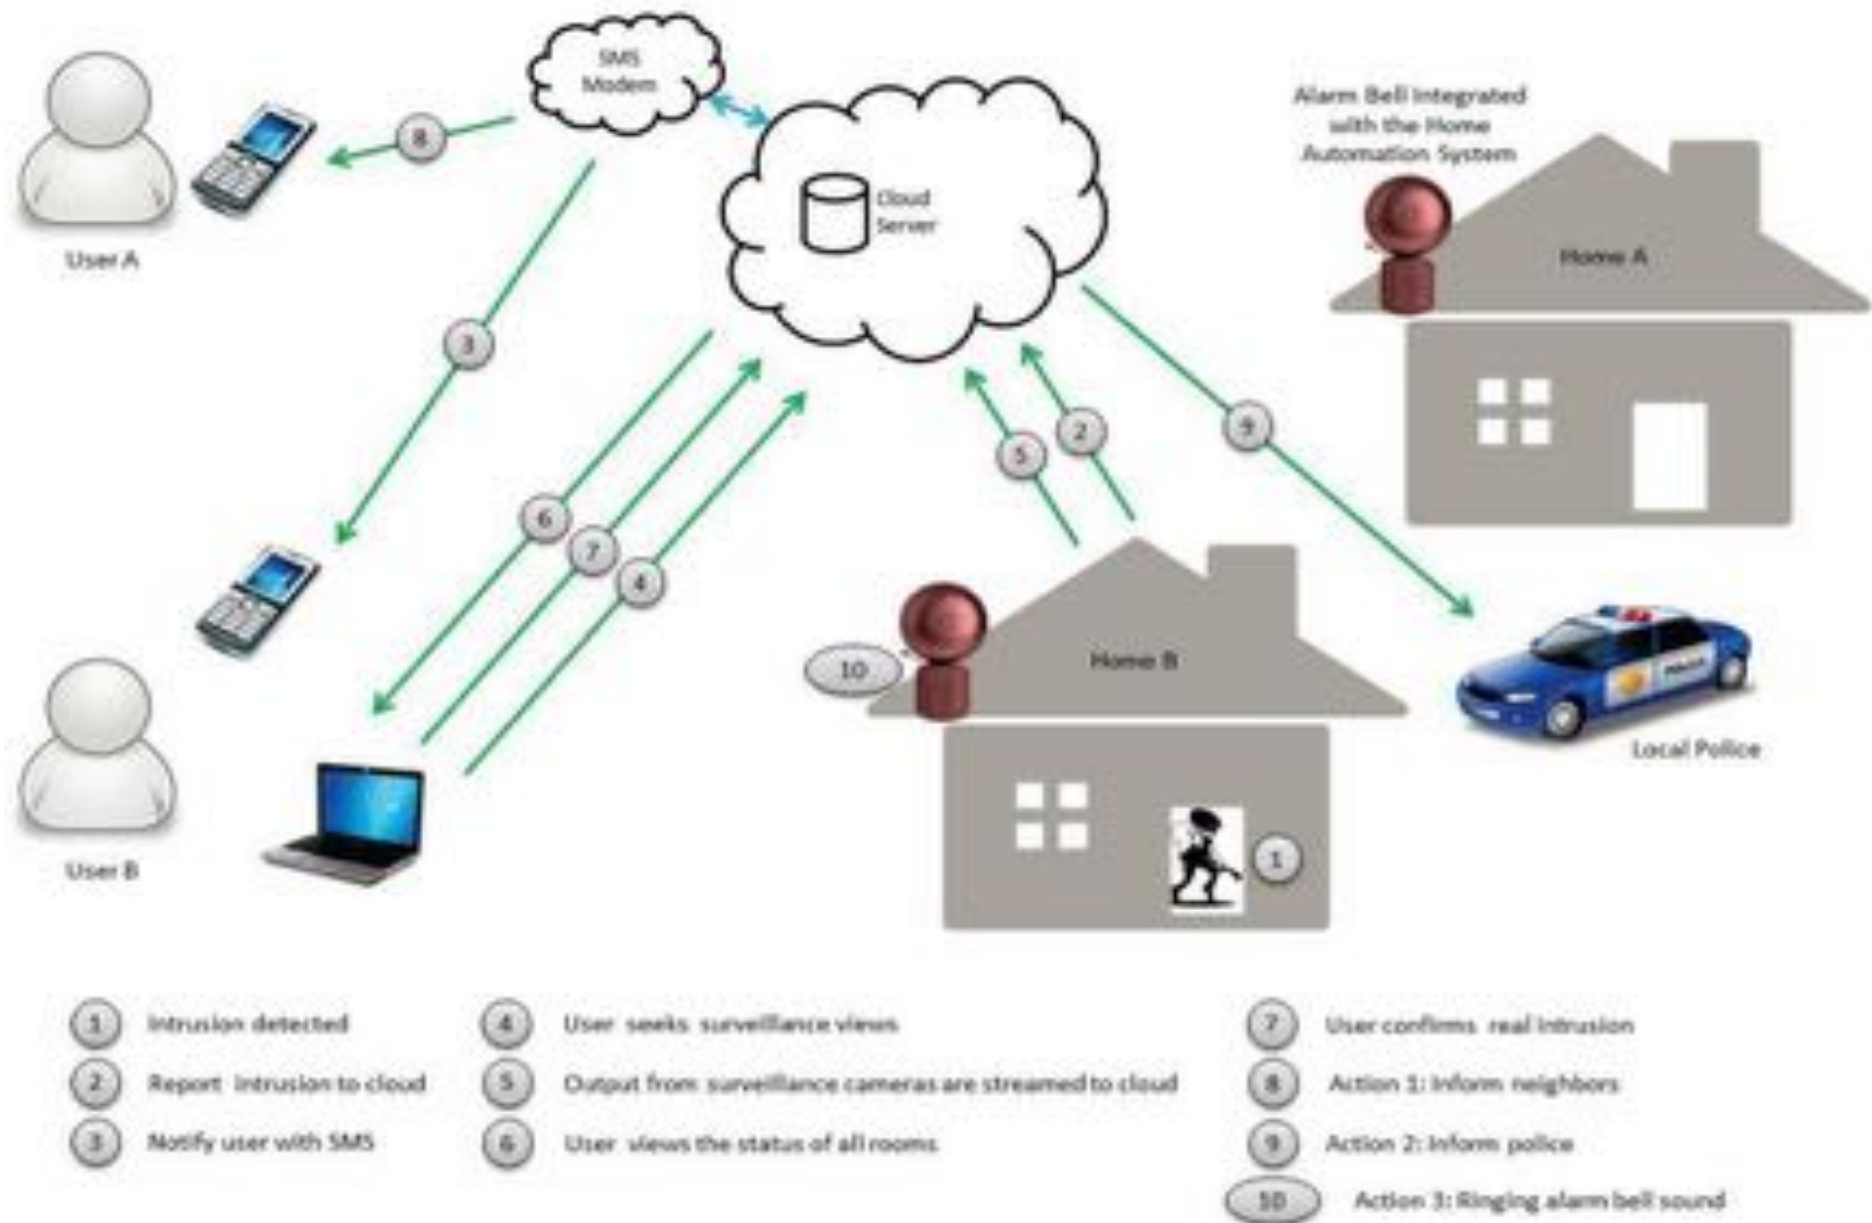 SMS
Modem
Alarm Bell Integrated
with the Home
Automation System
Cloud
Server
8
User A
Home A
3
9
2
5
6
7
4
Home B
10
POLICE
Local Police
User B
1
1 Intrusion detected
2 Report Intrusion to cloud
3 Notify user with SMS
4 User seeks surveillance views
5 Output from surveillance cameras are streamed to cloud
6 User views the status of all rooms
7 User confirms real intrusion
8 Action 1: Inform neighbors
9 Action 2: Inform police
10 Action 3: Ringing alarm bell sound